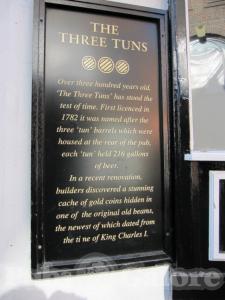 THE
THREE TUNS
Over three hundred years old,
'The Three Tuns' has stood the
test of time. First licenced in
1782 it was named after the
three 'tun' barrels which were
housed at the rear of the pub,
each 'tun' held 216 gallons
of beer.
In a recent renovation,
builders discovered a stunning
cache of gold coins hidden in
one of the original old beams,
the newest of which dated from
the time of King Charles I.